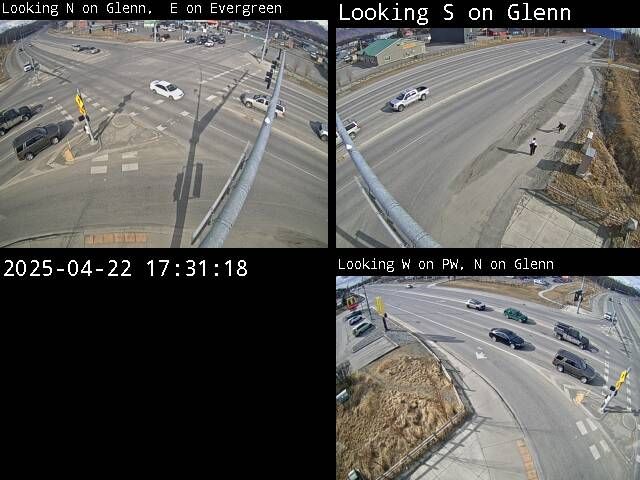 Looking N on Glenn,  E on Evergreen
Looking S on Glenn
2025-04-22 17:31:18
Looking W on PW, N on Glenn